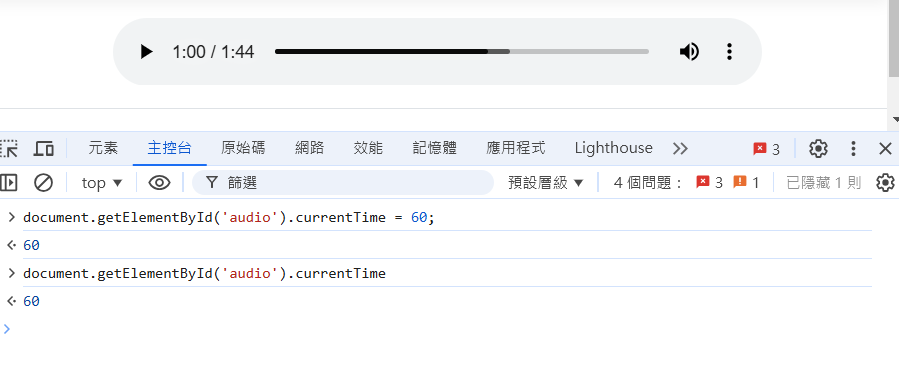 1:00 / 1:44
元素 主控台 原始碼 網路 效能 記憶體 應用程式 Lighthouse 3
top 篩選 預設層級 4 個問題： 3 1 已隱藏 1 則
document.getElementById('audio').currentTime = 60;
60
document.getElementById('audio').currentTime
60